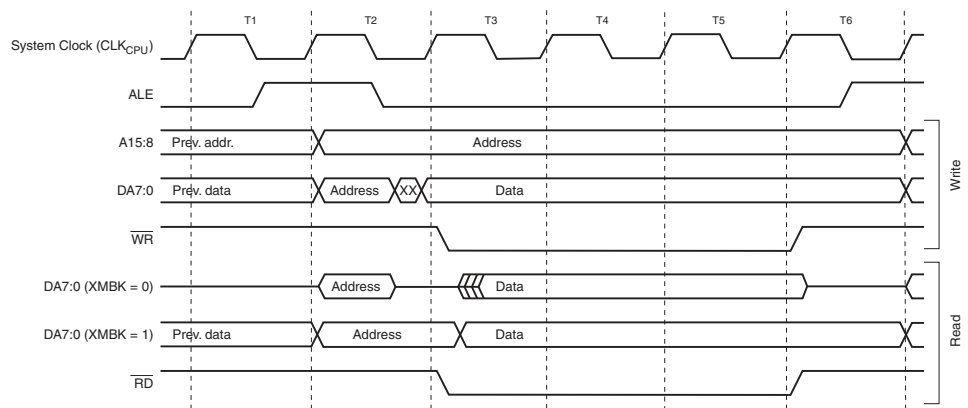 T1 T2 T3 T4 T5 T6
System Clock (CLKCPU)
ALE
A15:8 Prev. addr. Address
DA7:0 Prev. data Address XX Data
WR
Write
DA7:0 (XMBK = 0) Address Data
DA7:0 (XMBK = 1) Prev. data Address Data
RD
Read